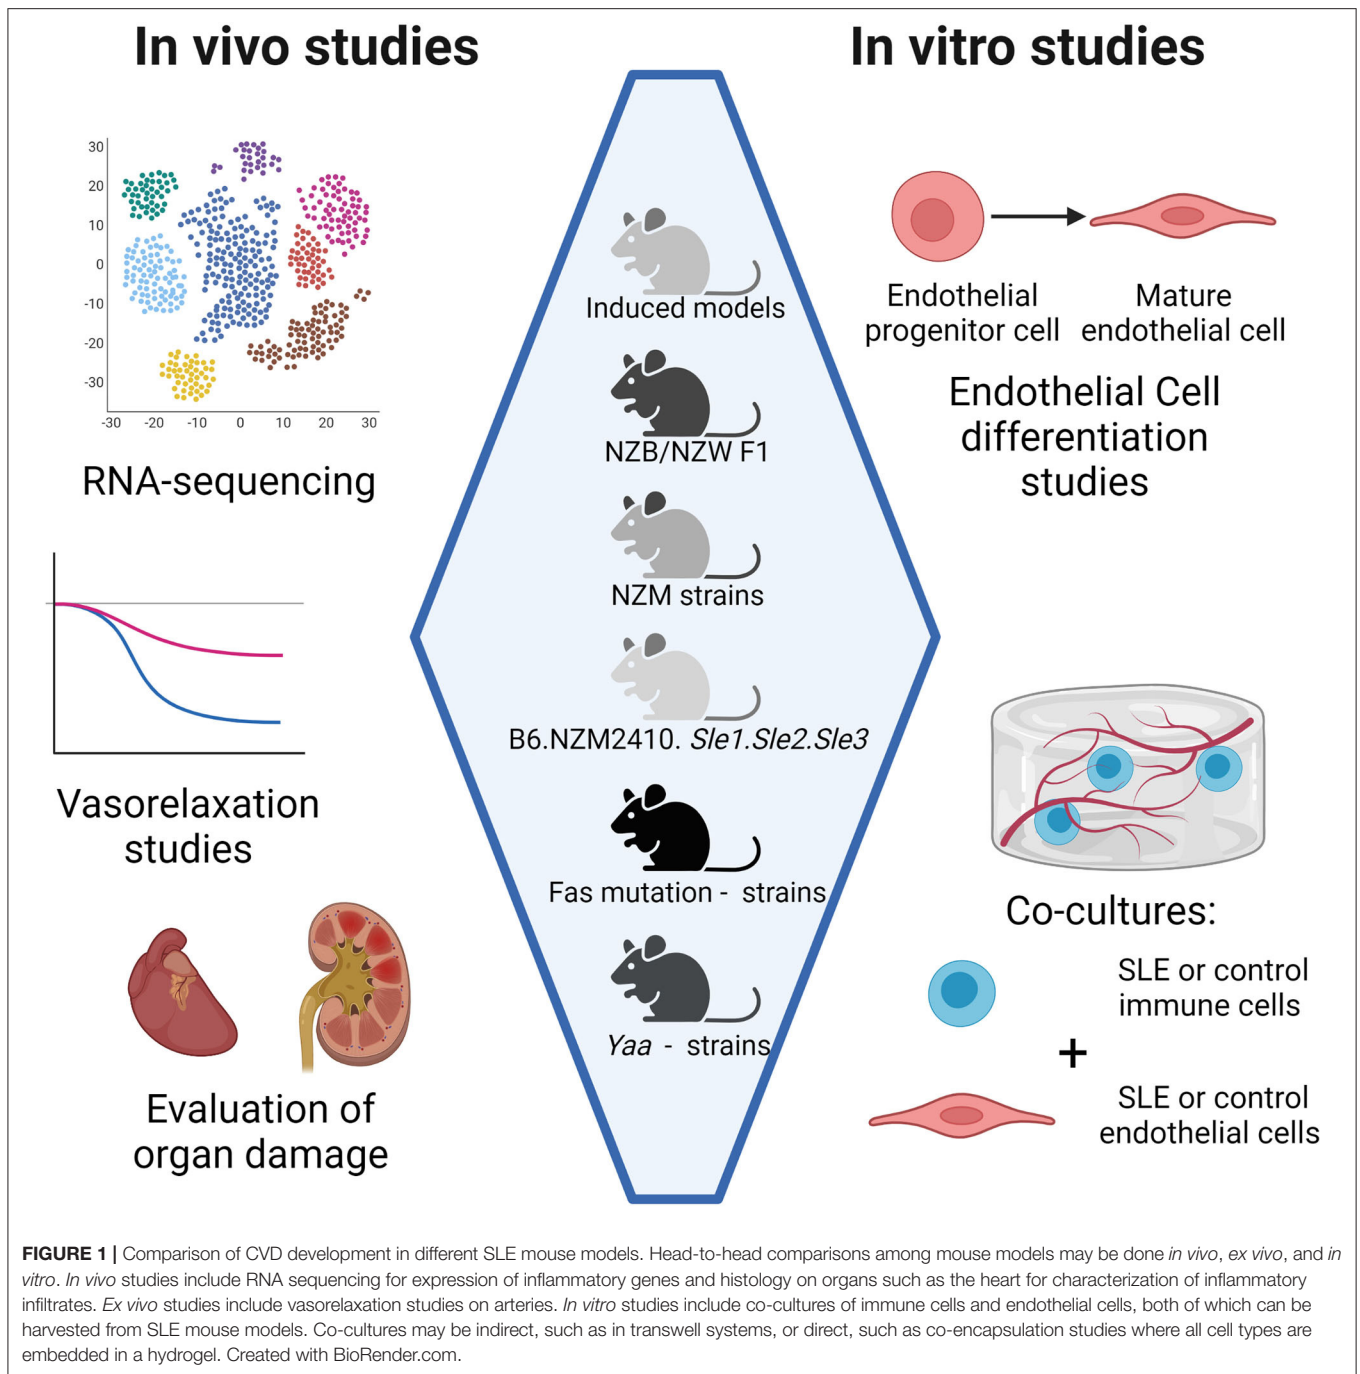 In vivo studies
In vitro studies
30
20
10
0
-10
-20
-30
-30 -20 -10 0 10 20 30
RNA-sequencing
Vasorelaxation
studies
Evaluation of
organ damage
Induced models
NZB/NZW F1
NZM strains
B6.NZM2410. Sle1.Sle2.Sle3
Fas mutation - strains
Yaa - strains
Endothelial
progenitor cell
Mature
endothelial cell
Endothelial Cell
differentiation
studies
Co-cultures:
SLE or control
immune cells
+
SLE or control
endothelial cells
FIGURE 1 | Comparison of CVD development in different SLE mouse models. Head-to-head comparisons among mouse models may be done in vivo, ex vivo, and in
vitro. In vivo studies include RNA sequencing for expression of inflammatory genes and histology on organs such as the heart for characterization of inflammatory
infiltrates. Ex vivo studies include vasorelaxation studies on arteries. In vitro studies include co-cultures of immune cells and endothelial cells, both of which can be
harvested from SLE mouse models. Co-cultures may be indirect, such as in transwell systems, or direct, such as co-encapsulation studies where all cell types are
embedded in a hydrogel. Created with BioRender.com.